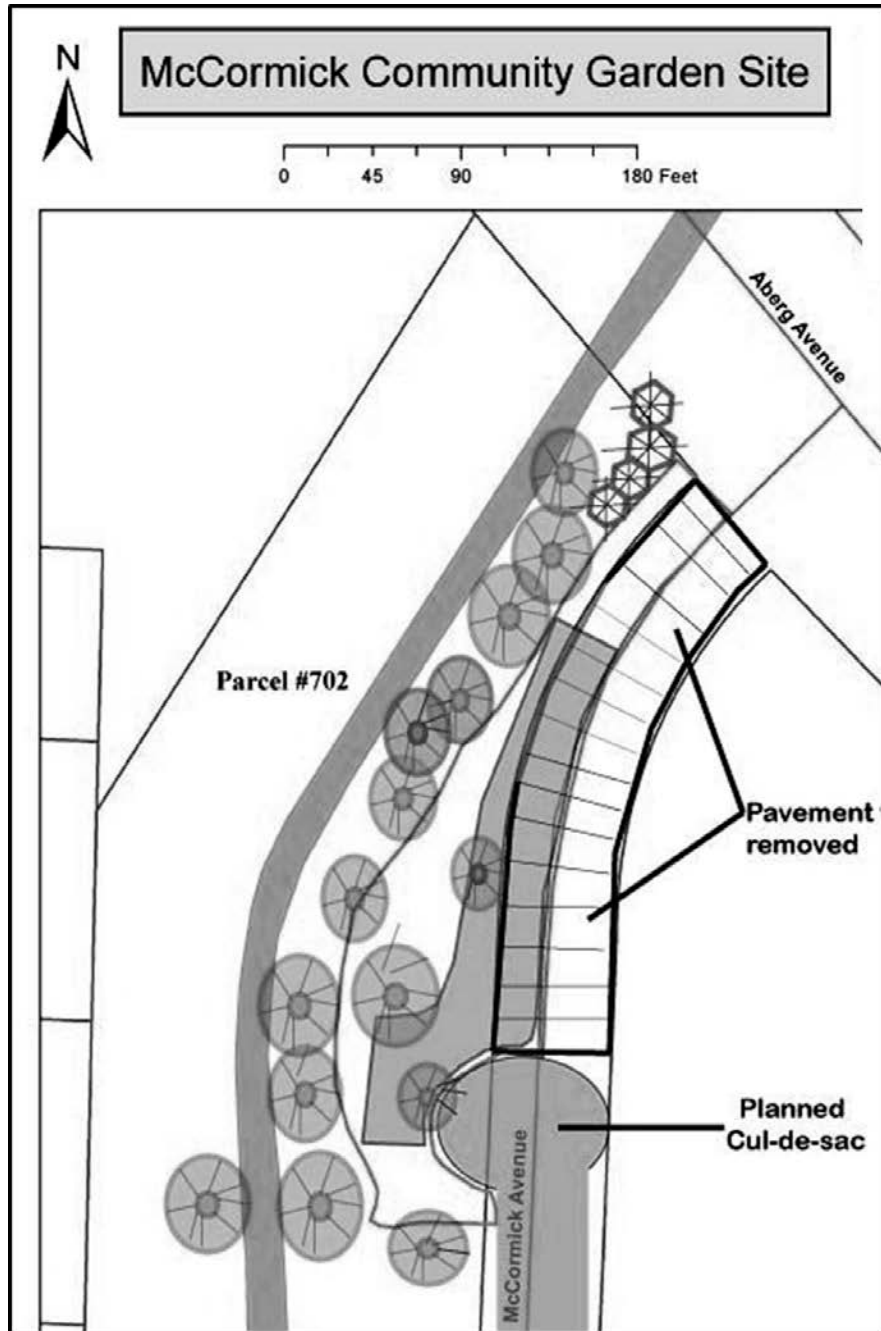 McCormick Community Garden Site
N
0 45 90 180 Feet
Aberg Avenue
Parcel #702
Pavement
removed
Planned
Cul-de-sac
McCormick Avenue